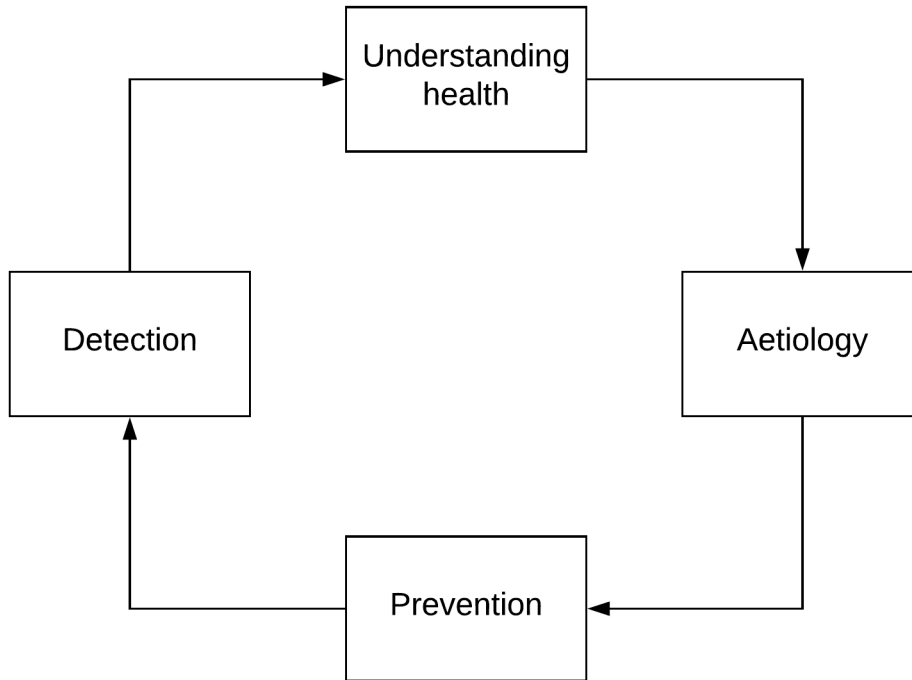 Understanding
health
Detection
Aetiology
Prevention